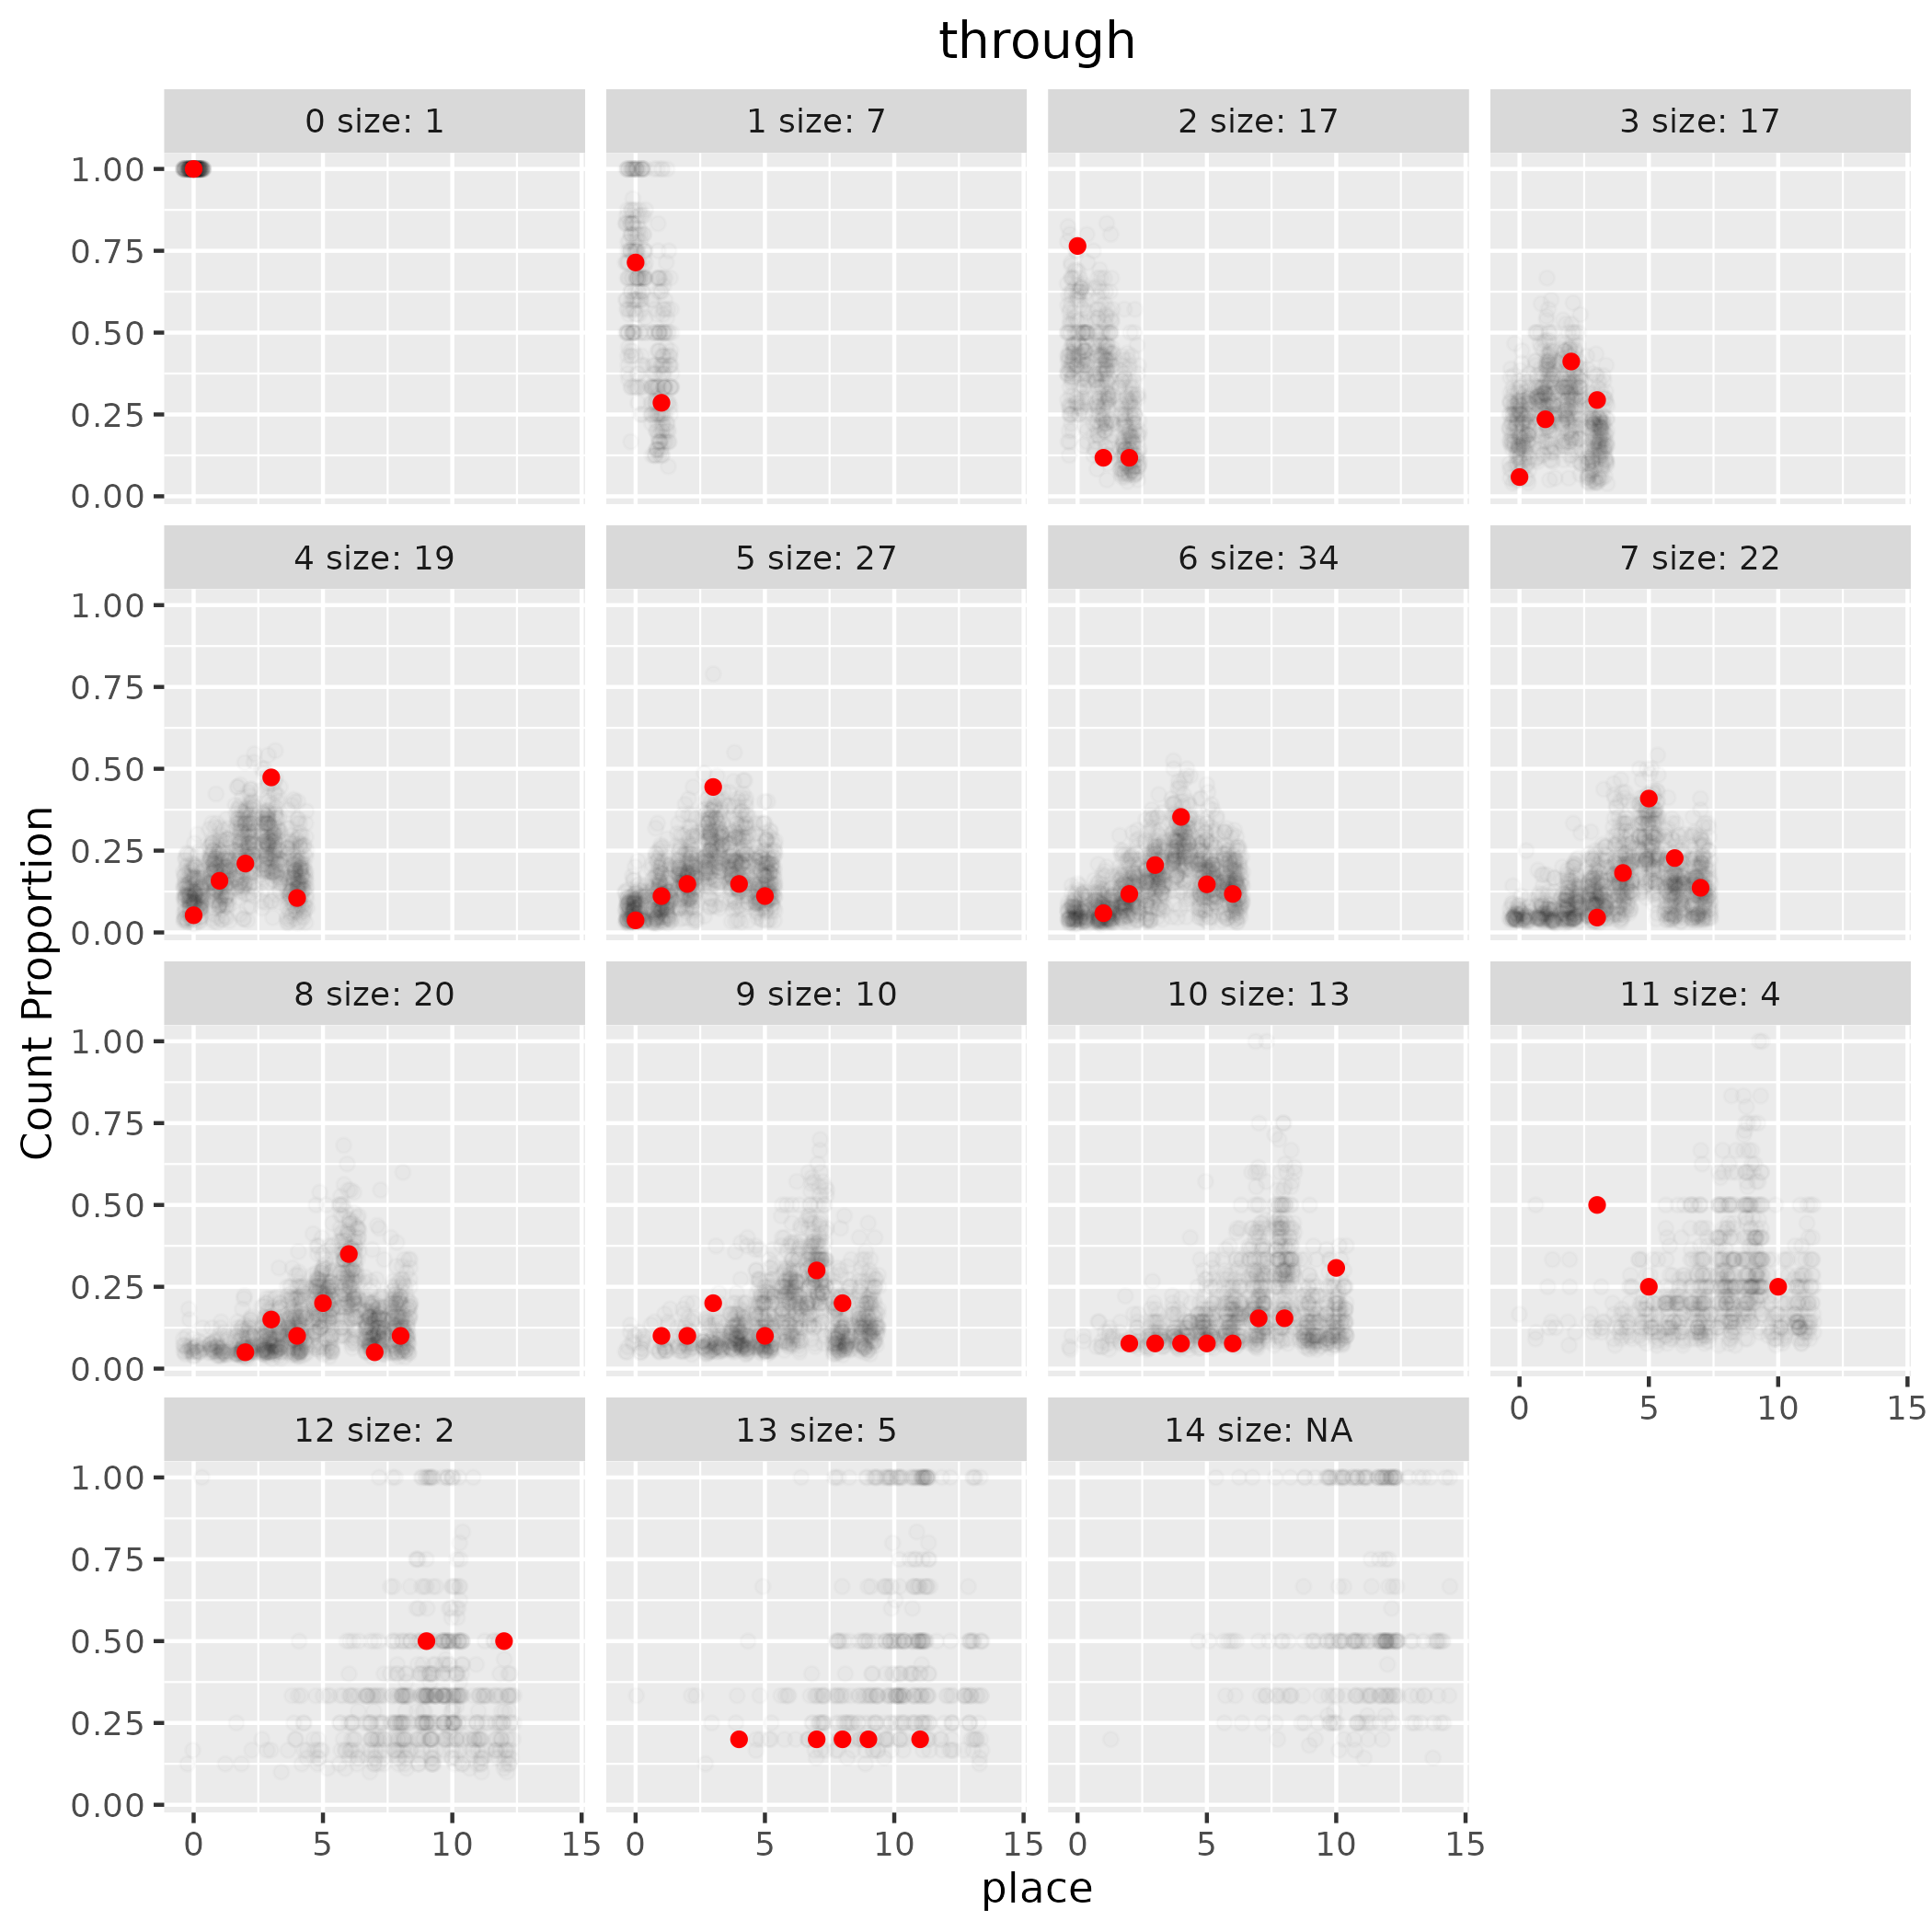 through
0 size: 1
1 size: 7
2 size: 17
3 size: 17
1.00
0.75
0.50
0.25
0.00
4 size: 19
5 size: 27
6 size: 34
7 size: 22
1.00
0.75
0.50
0.25
0.00
Count Proportion
8 size: 20
9 size: 10
10 size: 13
11 size: 4
1.00
0.75
0.50
0.25
0.00
0 5 10 15
12 size: 2
13 size: 5
14 size: NA
1.00
0.75
0.50
0.25
0.00
0 5 10 15
0 5 10 15
0 5 10 15
place